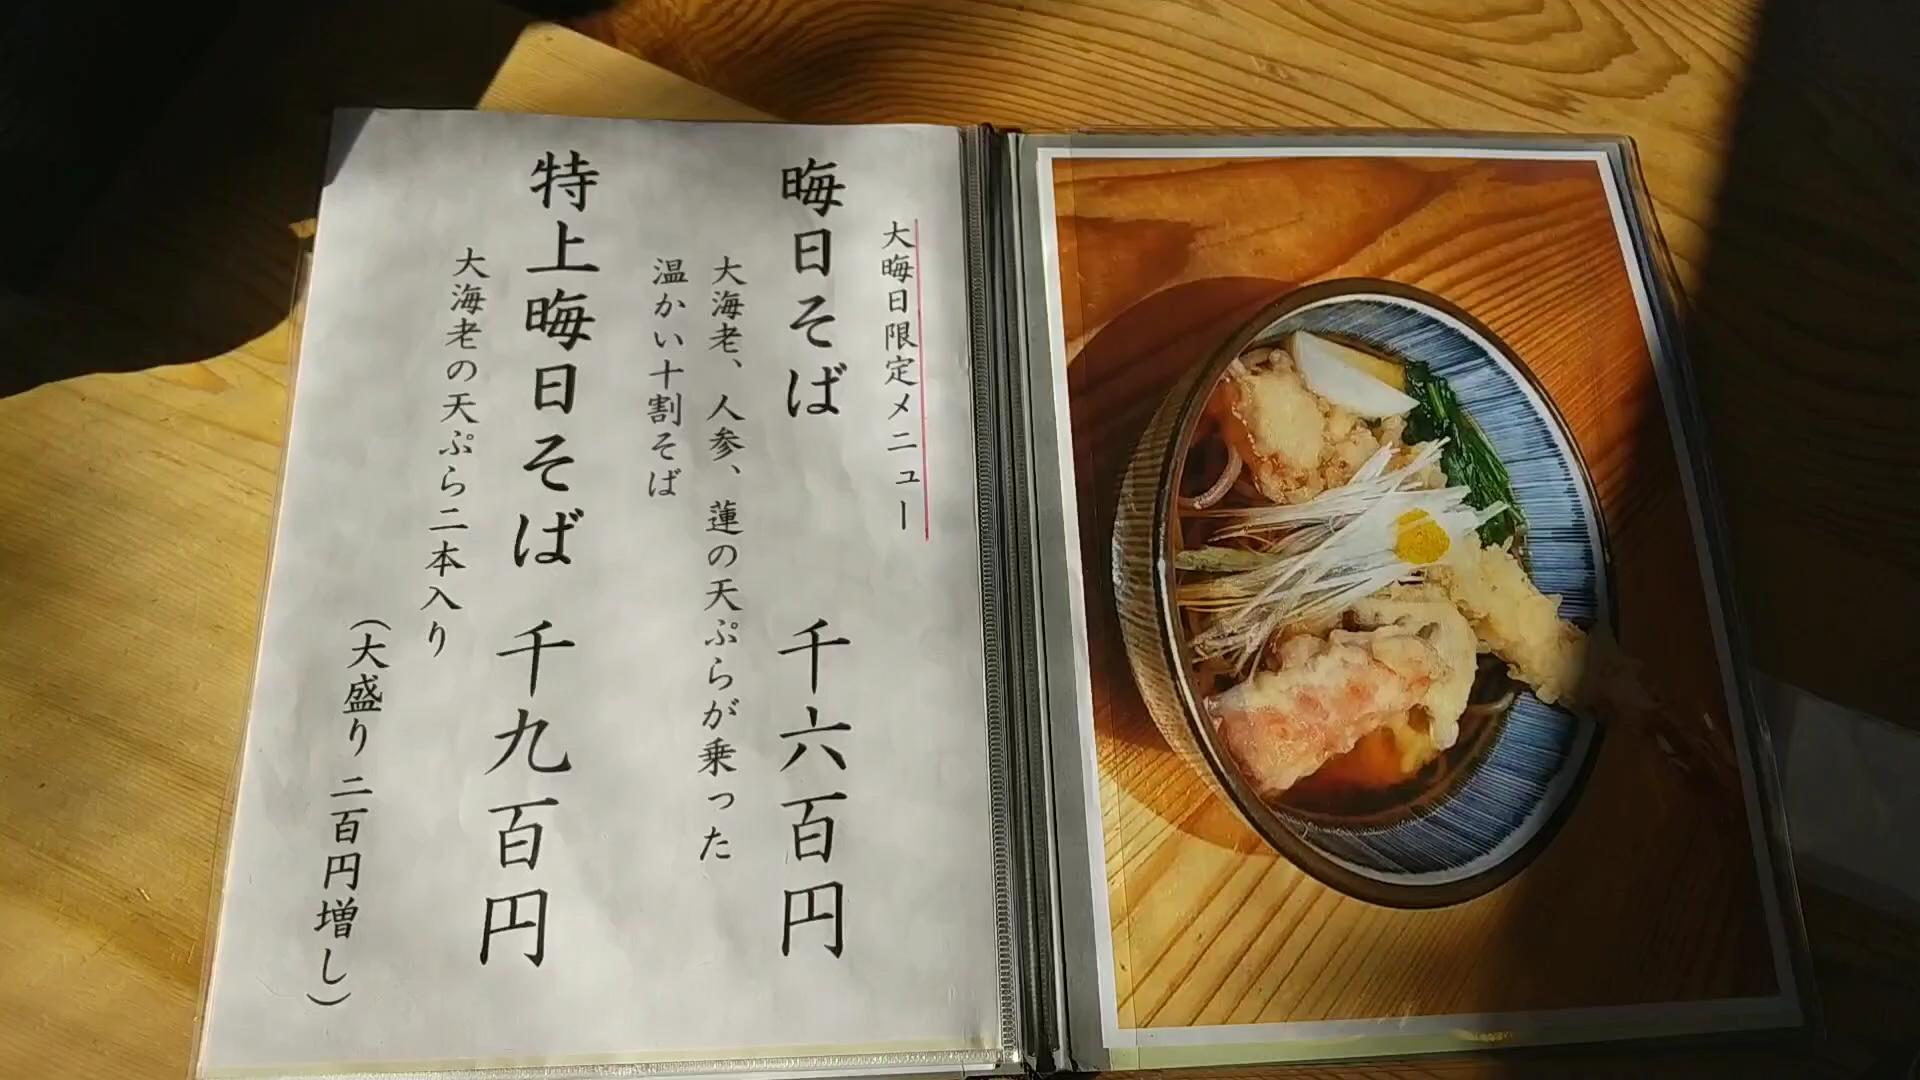 大晦日限定メニュー
晦日そば 千六百円
大海老、人参、蓮の天ぷらが乗った
温かい十割そば
特上晦日そば 千九百円
大海老の天ぷら二本入り
(大盛り二百円増し)